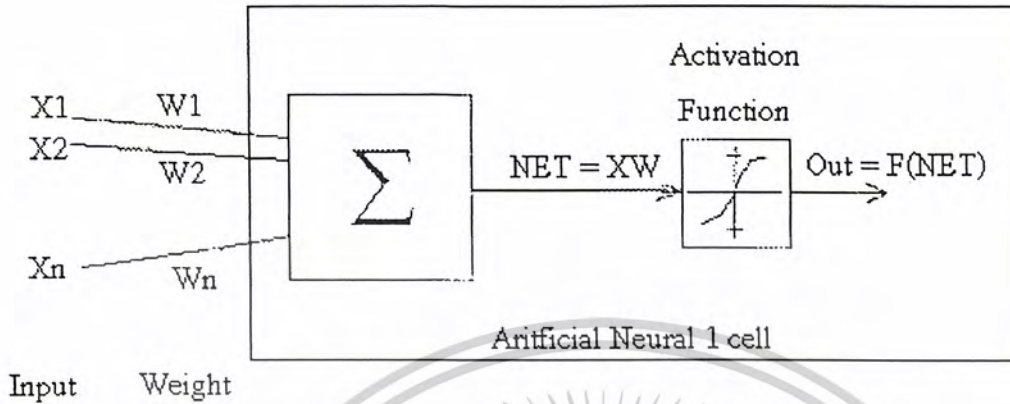 Activation
Function
X1
W1
X2
W2
Xn
Wn
Σ
NET = XW
Out = F(NET)
Aritficial Neural 1 cell
Input
Weight